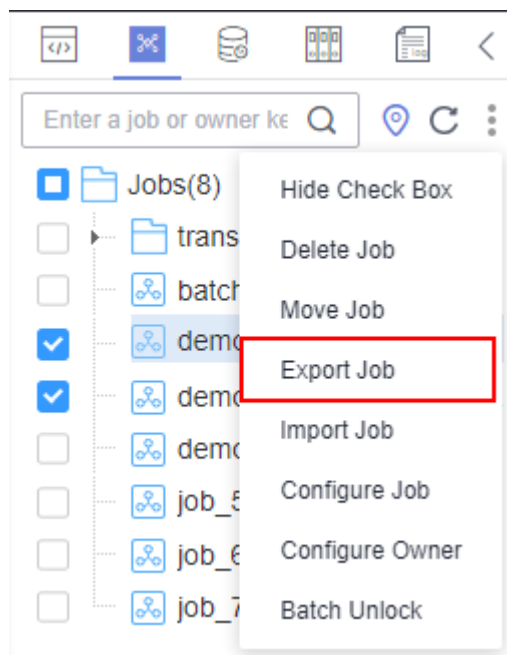 </>
log
Enter a job or owner ke
Jobs(8)
Hide Check Box
trans
Delete Job
batch
Move Job
demo
Export Job
demo
Import Job
demo
job_5
Configure Job
job_6
Configure Owner
job_7
Batch Unlock